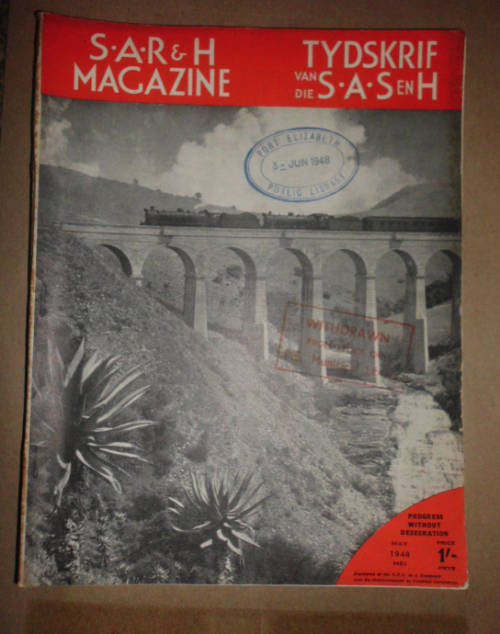 S·A·R & H
MAGAZINE
TYDSKRIF
VAN DIE S·A·S EN H
PORT ELIZABETH
3 - JUN 1948
PUBLIC LIBRARY
WITHDRAWN
PROGRESS
WITHOUT
DESECRATION
MAY
1948
MEI
PRICE
1/-
PRYS